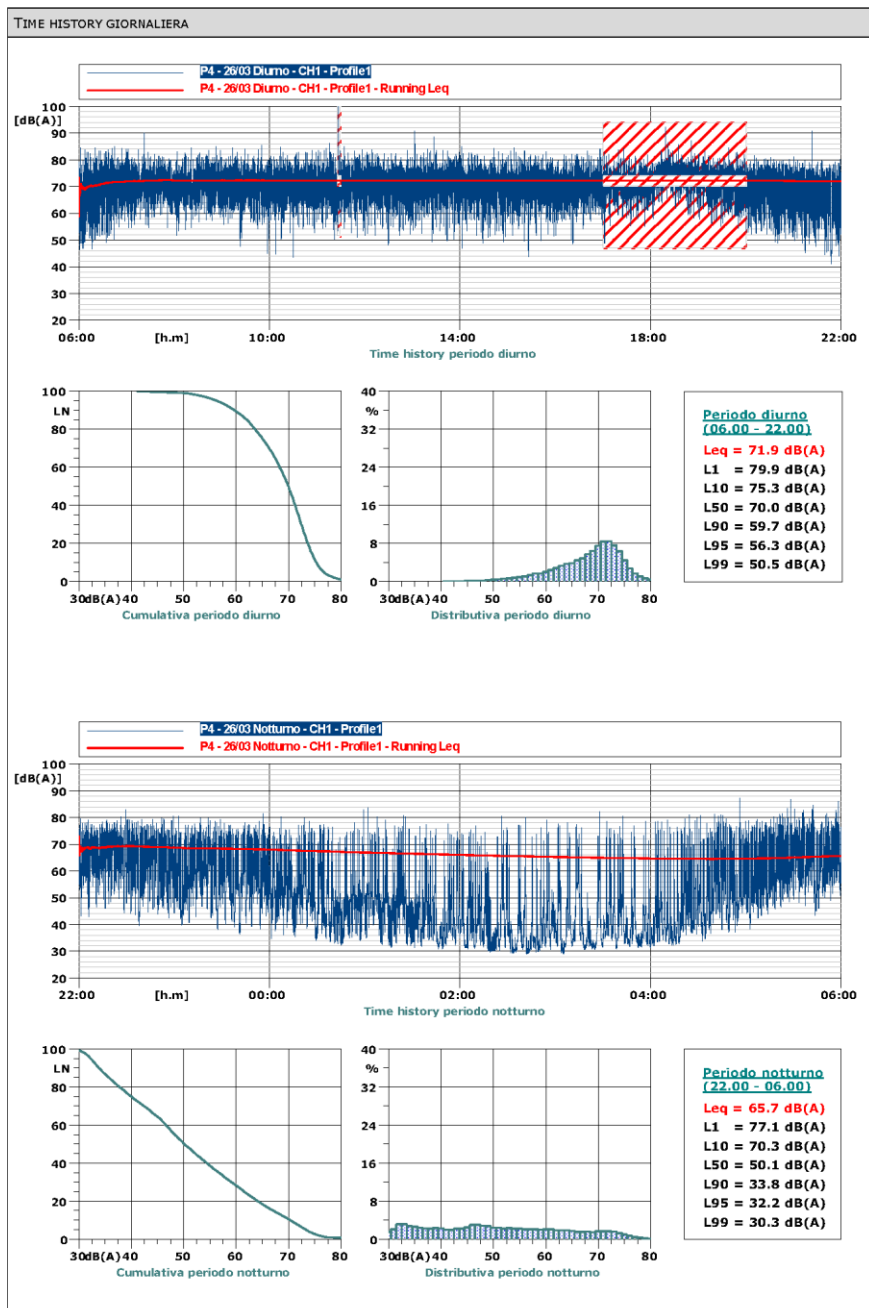 TIME HISTORY GIORNALIERA
P4 - 26/03 Diurno - CH1 - Profile1
P4 - 26/03 Diurno - CH1 - Profile1 - Running Leq
100
[dB(A)]
90
80
70
60
50
40
30
20
06:00 [h.m] 10:00 14:00 18:00 22:00
Time history periodo diurno
100
LN
80
60
40
20
0
30 dB(A) 40 50 60 70 80
Cumulativa periodo diurno
40
%
32
24
16
8
0
30 dB(A) 40 50 60 70 80
Distributiva periodo diurno
Periodo diurno
(06.00 - 22.00)
Leq = 71.9 dB(A)
L1 = 79.9 dB(A)
L10 = 75.3 dB(A)
L50 = 70.0 dB(A)
L90 = 59.7 dB(A)
L95 = 56.3 dB(A)
L99 = 50.5 dB(A)
P4 - 26/03 Notturno - CH1 - Profile1
P4 - 26/03 Notturno - CH1 - Profile1 - Running Leq
100
[dB(A)]
90
80
70
60
50
40
30
20
22:00 [h.m] 00:00 02:00 04:00 06:00
Time history periodo notturno
100
LN
80
60
40
20
0
30 dB(A) 40 50 60 70 80
Cumulativa periodo notturno
40
%
32
24
16
8
0
30 dB(A) 40 50 60 70 80
Distributiva periodo notturno
Periodo notturno
(22.00 - 06.00)
Leq = 65.7 dB(A)
L1 = 77.1 dB(A)
L10 = 70.3 dB(A)
L50 = 50.1 dB(A)
L90 = 33.8 dB(A)
L95 = 32.2 dB(A)
L99 = 30.3 dB(A)